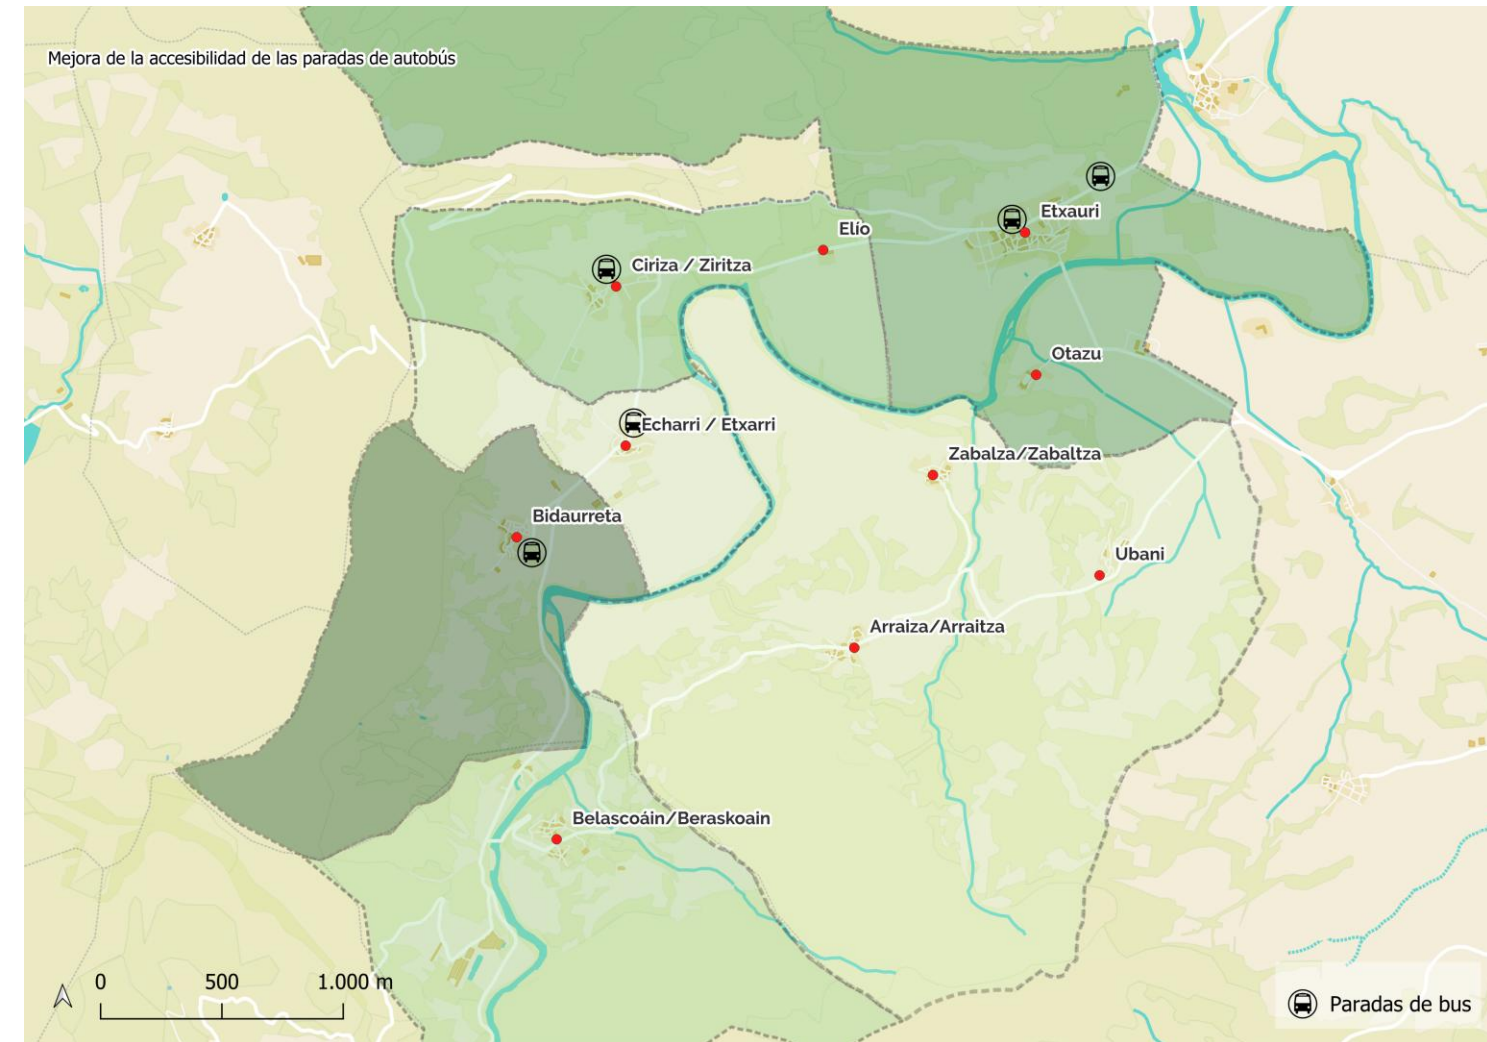 Mejora de la accesibilidad de las paradas de autobús
Etxauri
Elío
Ciriza / Ziritza
Otazu
Echarri / Etxarri
Zabalza/Zabaltza
Bidaurreta
Ubani
Arraiza/Arraitza
Belascoáin/Beraskoain
0 500 1.000 m
Paradas de bus